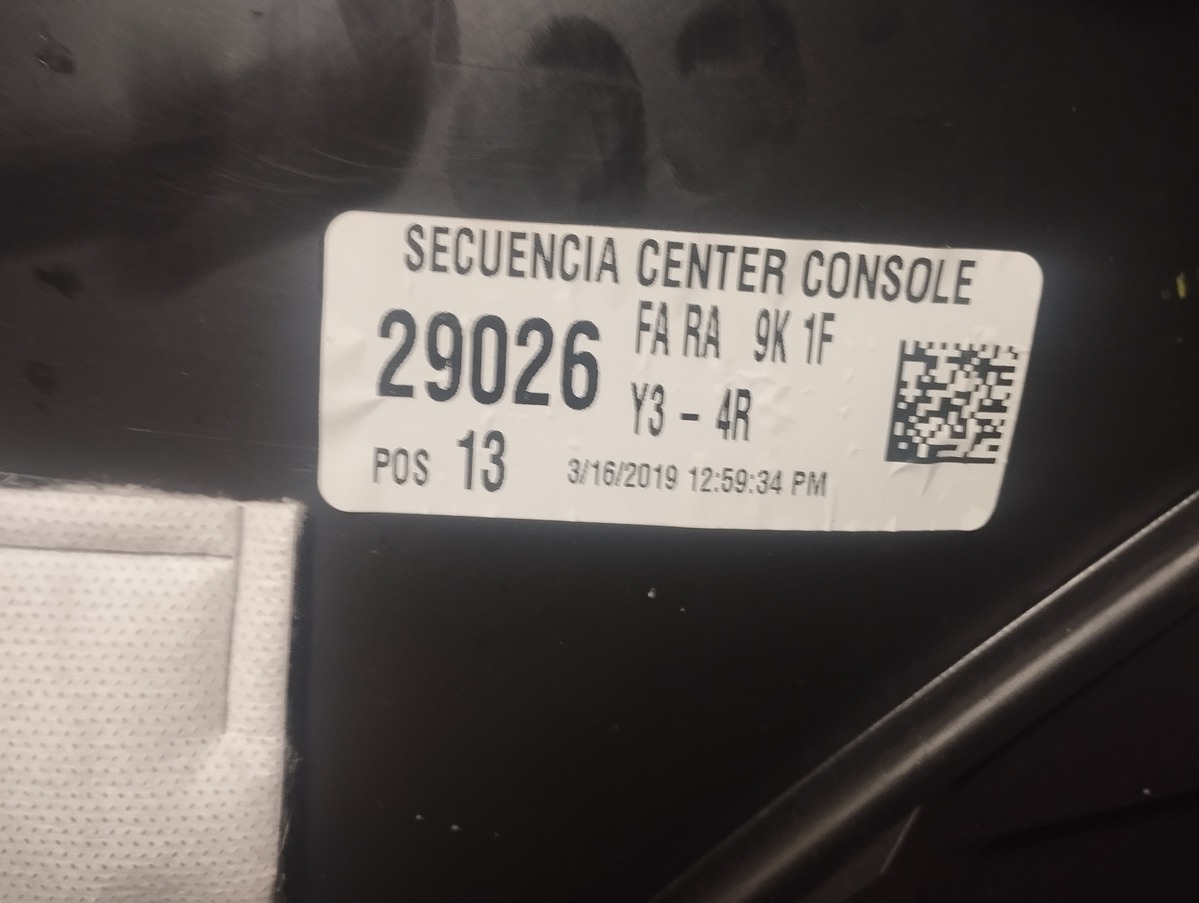 SECUENCIA CENTER CONSOLE
29026 FA RA 9K 1F
Y3 - 4R
POS 13 3/16/2019 12:59:34 PM